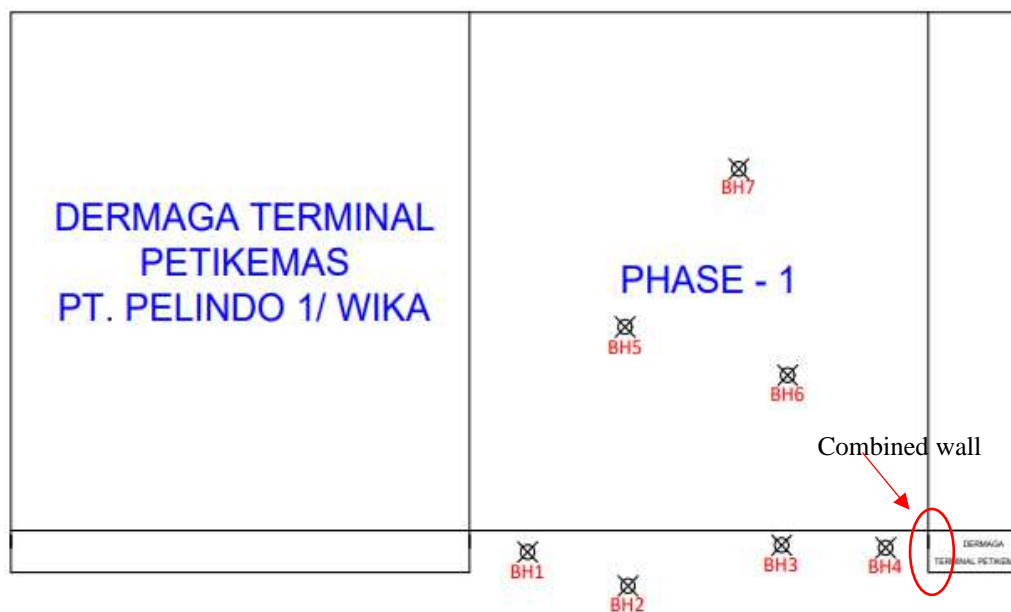 BH7
DERMAGA TERMINAL
PETIKEMAS
PT. PELINDO 1/ WIKA
PHASE - 1
BH5
BH6
Combined wall
DERMAGA
TERMINAL
BH1
BH2
BH3
BH4